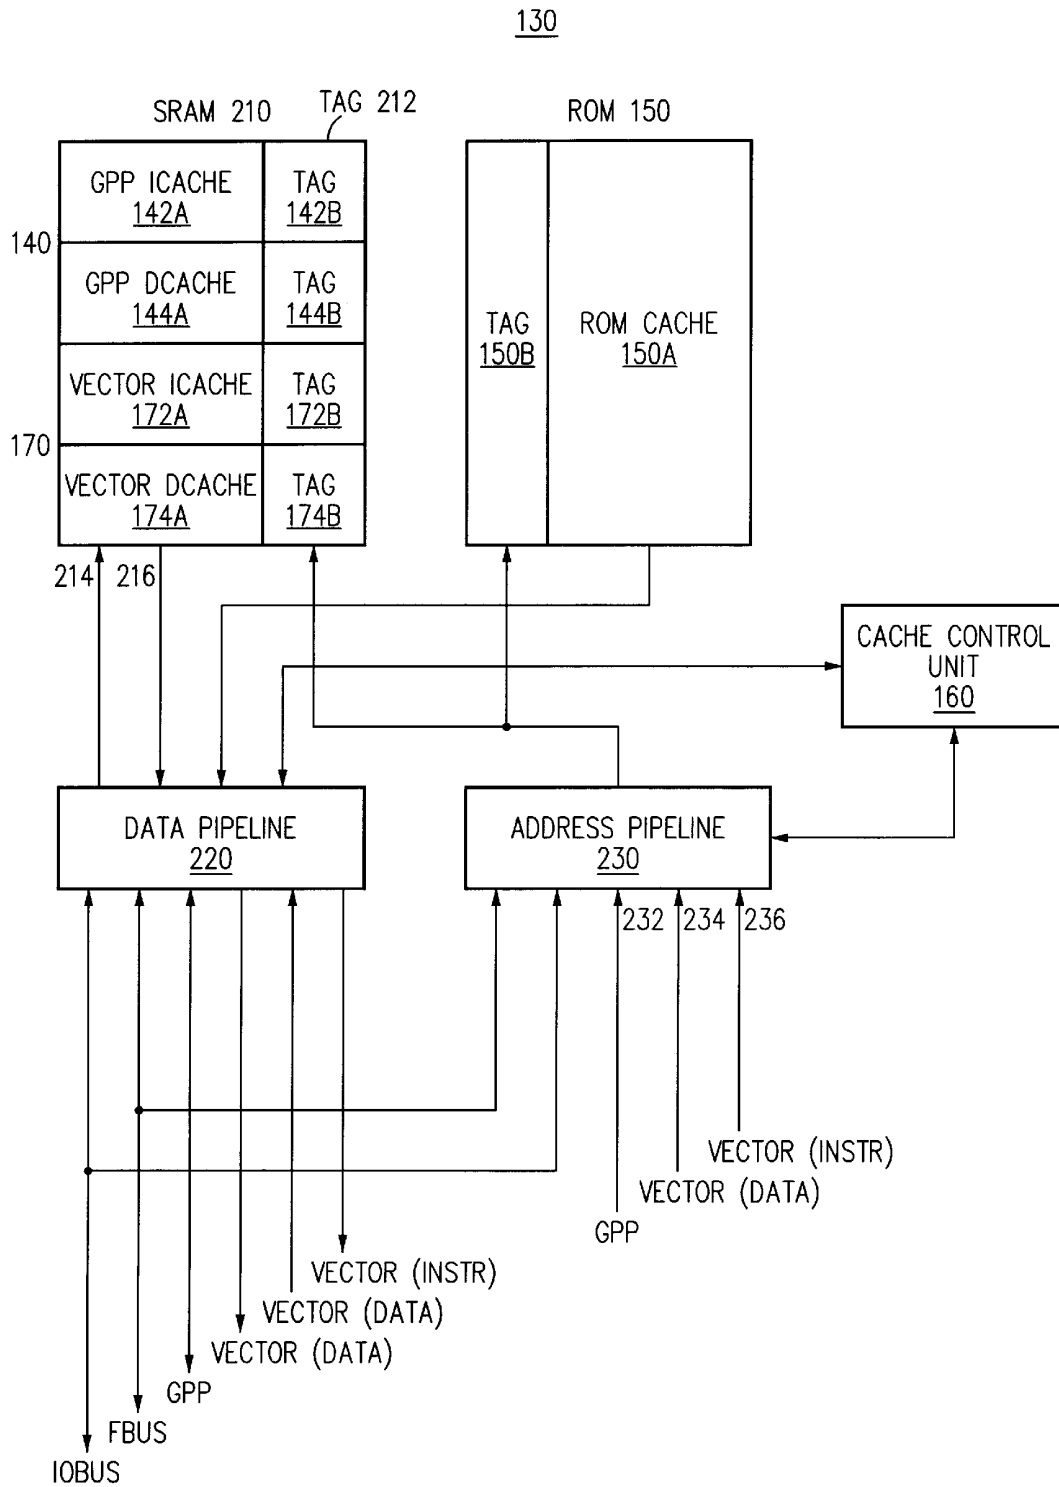 130
SRAM 210
TAG 212
ROM 150
GPP ICACHE
142A
TAG
142B
140
GPP DCACHE
144A
TAG
144B
TAG
150B
ROM CACHE
150A
VECTOR ICACHE
172A
TAG
172B
170
VECTOR DCACHE
174A
TAG
174B
214
216
CACHE CONTROL
UNIT
160
DATA PIPELINE
220
ADDRESS PIPELINE
230
232
234
236
VECTOR (INSTR)
VECTOR (DATA)
GPP
VECTOR (INSTR)
VECTOR (DATA)
VECTOR (DATA)
GPP
FBUS
IOBUS